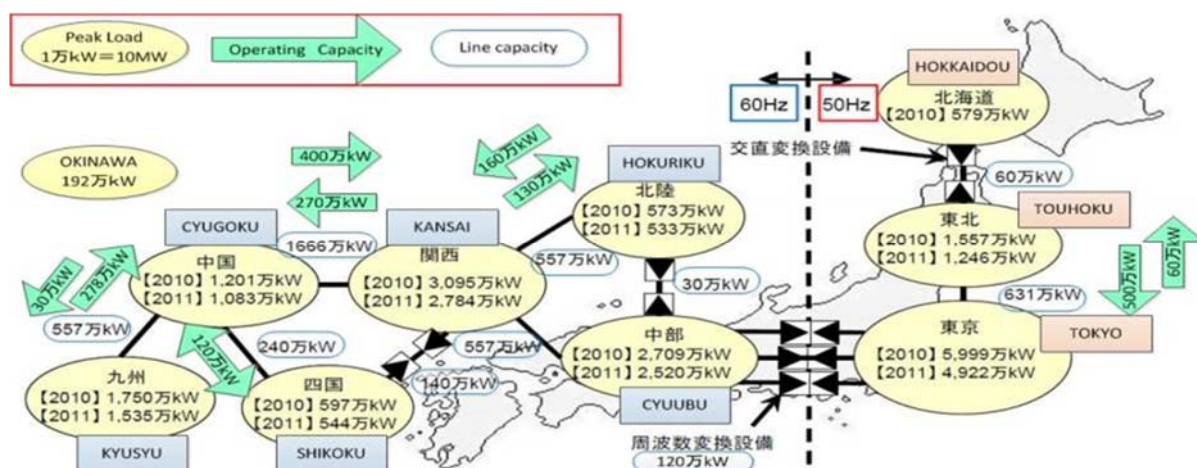 Peak Load
1万kW＝10MW
Operating Capacity
Line capacity
60Hz
50Hz
HOKKAIDOU
北海道
【2010】579万kW
交直変換設備
60万kW
OKINAWA
192万kW
400万kW
270万kW
160万kW
130万kW
HOKURIKU
北陸
【2010】573万kW
【2011】533万kW
TOUHOKU
東北
【2010】1,557万kW
【2011】1,246万kW
500万kW
60万kW
CYUGOKU
中国
【2010】1,201万kW
【2011】1,083万kW
1666万kW
KANSAI
関西
【2010】3,095万kW
【2011】2,784万kW
557万kW
30万kW
631万kW
30万kW
278万kW
557万kW
120万kW
240万kW
557万kW
140万kW
中部
【2010】2,709万kW
【2011】2,520万kW
CYUUBU
東京
【2010】5,999万kW
【2011】4,922万kW
TOKYO
九州
【2010】1,750万kW
【2011】1,535万kW
KYUSYU
四国
【2010】597万kW
【2011】544万kW
SHIKOKU
周波数変換設備
120万kW